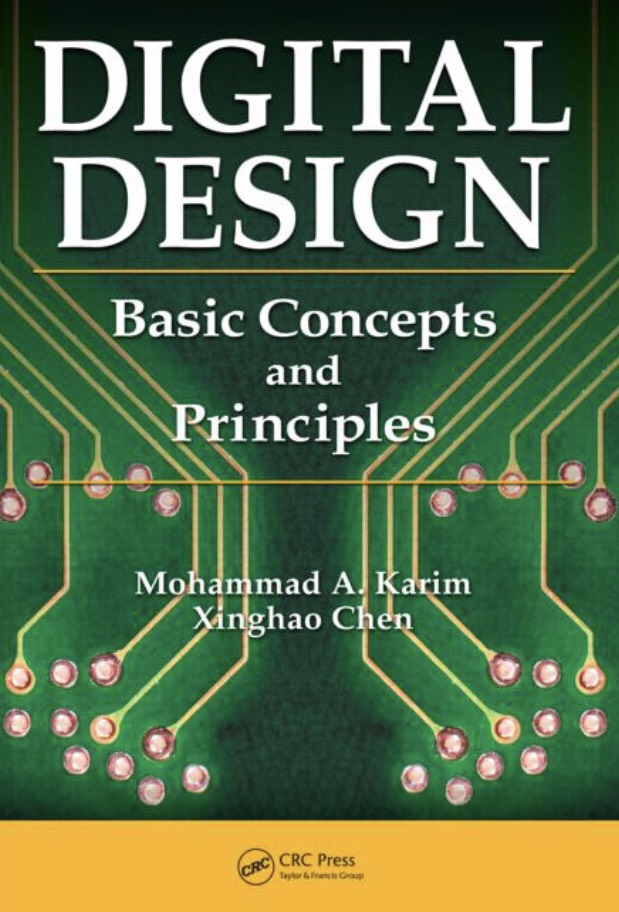 DIGITAL
DESIGN
Basic Concepts
and
Principles
Mohammad A. Karim
Xinghao Chen
CRC CRC Press
Taylor & Francis Group